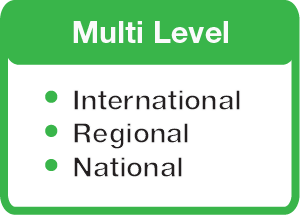 Multi Level
• International
• Regional
• National